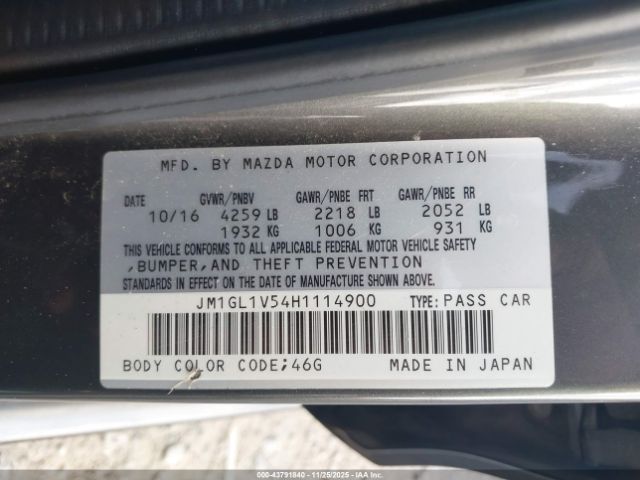 MFD. BY MAZDA MOTOR CORPORATION
DATE GVWR/PNBV GAWR/PNBE FRT GAWR/PNBE RR
10/16 4259 LB 2218 LB 2052 LB
1932 KG 1006 KG 931 KG
THIS VEHICLE CONFORMS TO ALL APPLICABLE FEDERAL MOTOR VEHICLE SAFETY
,BUMPER,AND THEFT PREVENTION
STANDARDS IN EFFECT ON THE DATE OF MANUFACTURE SHOWN ABOVE.
JM1GL1V54H1114900 TYPE: PASS CAR
BODY COLOR CODE;46G MADE IN JAPAN
000-43791840 - 11/25/2025 - IAAI.COM